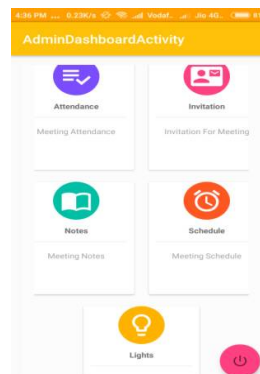 4:36 PM ... 0.23K/s Vodaf... Jio 4G..
AdminDashboardActivity
Attendance Invitation
Meeting Attendance Invitation For Meeting
Notes Schedule
Meeting Notes Meeting Schedule
Lights